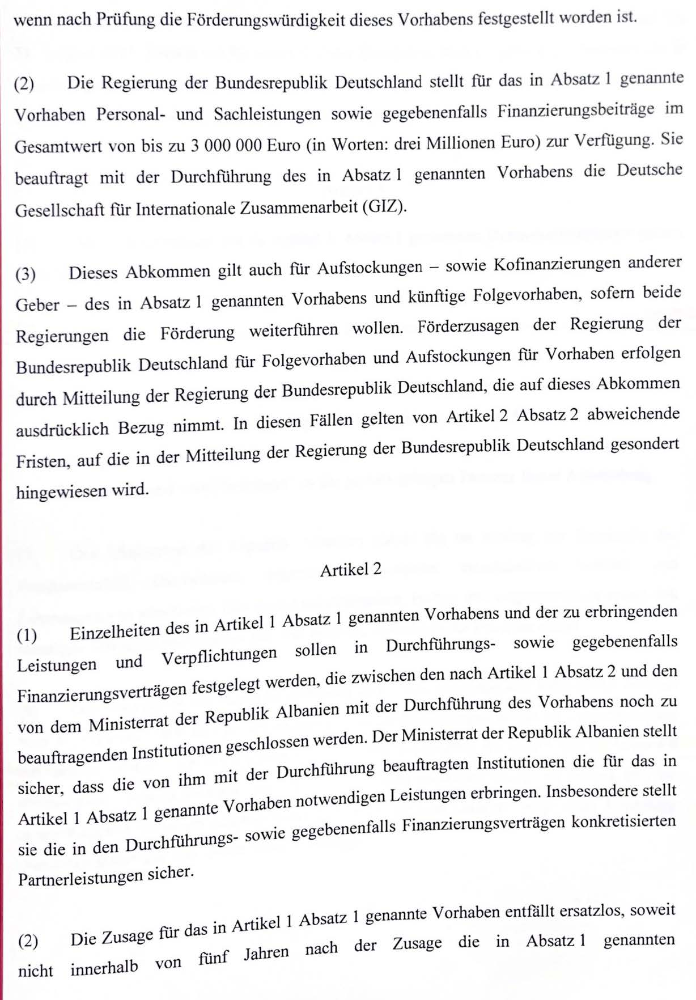 wenn nach Prüfung die Förderungswürdigkeit dieses Vorhabens festgestellt worden ist.
(2) Die Regierung der Bundesrepublik Deutschland stellt für das in Absatz 1 genannte
Vorhaben Personal- und Sachleistungen sowie gegebenenfalls Finanzierungsbeiträge im
Gesamtwert von bis zu 3 000 000 Euro (in Worten: drei Millionen Euro) zur Verfügung. Sie
beauftragt mit der Durchführung des in Absatz 1 genannten Vorhabens die Deutsche
Gesellschaft für Internationale Zusammenarbeit (GIZ).
(3) Dieses Abkommen gilt auch für Aufstockungen – sowie Kofinanzierungen anderer
Geber – des in Absatz 1 genannten Vorhabens und künftige Folgevorhaben, sofern beide
Regierungen die Förderung weiterführen wollen. Förderzusagen der Regierung der
Bundesrepublik Deutschland für Folgevorhaben und Aufstockungen für Vorhaben erfolgen
durch Mitteilung der Regierung der Bundesrepublik Deutschland, die auf dieses Abkommen
ausdrücklich Bezug nimmt. In diesen Fällen gelten von Artikel 2 Absatz 2 abweichende
Fristen, auf die in der Mitteilung der Regierung der Bundesrepublik Deutschland gesondert
hingewiesen wird.
Artikel 2
(1) Einzelheiten des in Artikel 1 Absatz 1 genannten Vorhabens und der zu erbringenden
Leistungen und Verpflichtungen sollen in Durchführungs- sowie gegebenenfalls
Finanzierungsverträgen festgelegt werden, die zwischen den nach Artikel 1 Absatz 2 und den
von dem Ministerrat der Republik Albanien mit der Durchführung des Vorhabens noch zu
beauftragenden Institutionen geschlossen werden. Der Ministerrat der Republik Albanien stellt
sicher, dass die von ihm mit der Durchführung beauftragten Institutionen die für das in
Artikel 1 Absatz 1 genannte Vorhaben notwendigen Leistungen erbringen. Insbesondere stellt
sie die in den Durchführungs- sowie gegebenenfalls Finanzierungsverträgen konkretisierten
Partnerleistungen sicher.
(2) Die Zusage für das in Artikel 1 Absatz 1 genannte Vorhaben entfällt ersatzlos, soweit
nicht innerhalb von fünf Jahren nach der Zusage die in Absatz 1 genannten